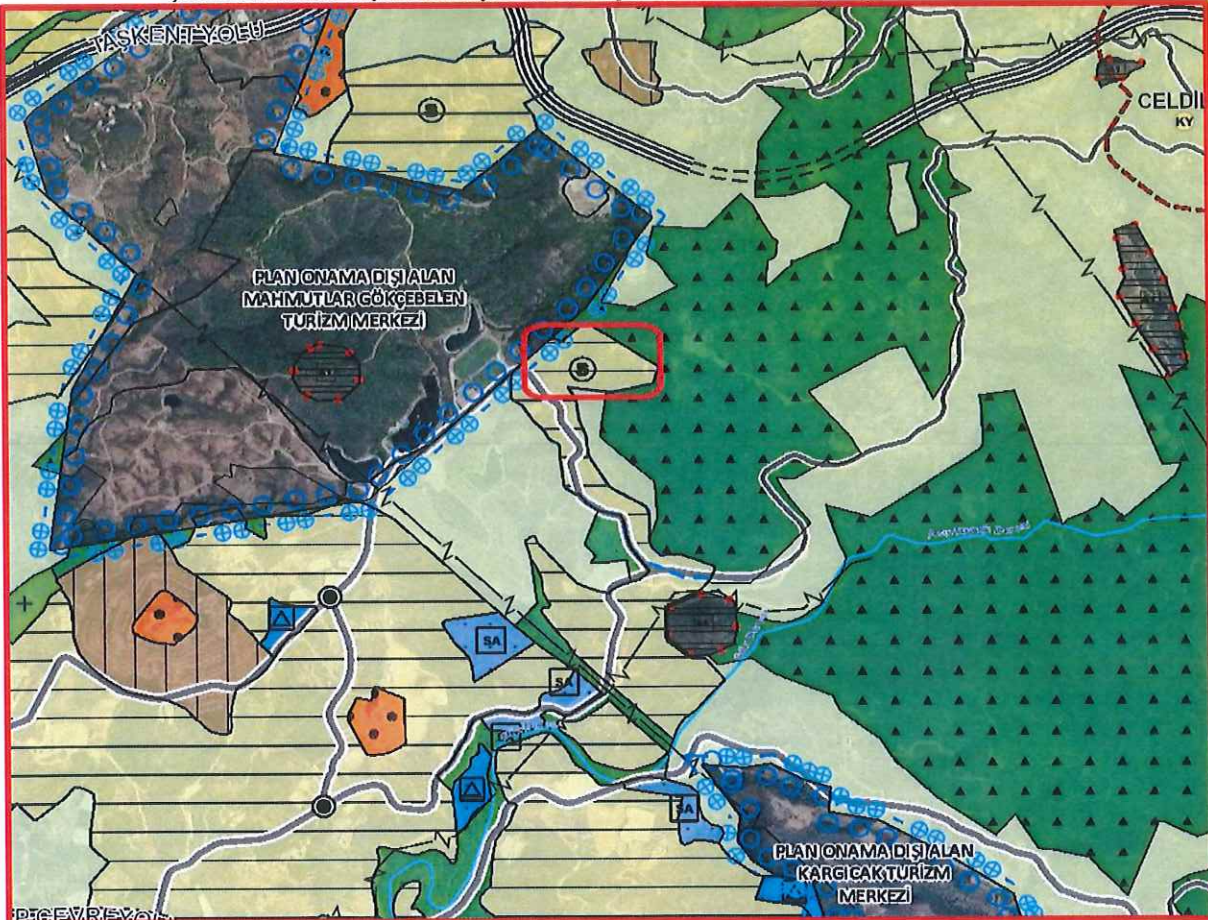 TAŞKENT YOLU
S
CELDİL
KY
PLAN ONAMA DIŞI ALAN
MAHMUTLAR GÖKÇEBELEN
TURİZM MERKEZİ
S
SA
SA
SA
PLAN ONAMA DIŞI ALAN
KARGICAK TURİZM
MERKEZİ